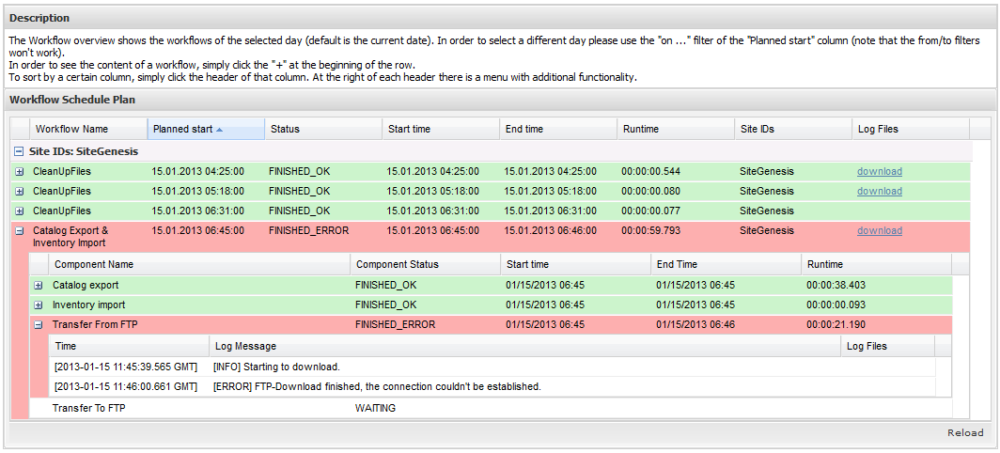 Description
The Workflow overview shows the workflows of the selected day (default is the current date). In order to select a different day please use the "on ..." filter of the "Planned start" column (note that the from/to filters
won't work).
In order to see the content of a workflow, simply click the "+" at the beginning of the row.
To sort by a certain column, simply click the header of that column. At the right of each header there is a menu with additional functionality.
Workflow Schedule Plan
Workflow Name Planned start Status Start time End time Runtime Site IDs Log Files
Site IDs: SiteGenesis
CleanUpFiles 15.01.2013 04:25:00 FINISHED_OK 15.01.2013 04:25:00 15.01.2013 04:25:00 00:00:00.544 SiteGenesis download
CleanUpFiles 15.01.2013 05:18:00 FINISHED_OK 15.01.2013 05:18:00 15.01.2013 05:18:00 00:00:00.080 SiteGenesis download
CleanUpFiles 15.01.2013 06:31:00 FINISHED_OK 15.01.2013 06:31:00 15.01.2013 06:31:00 00:00:00.077 SiteGenesis
Catalog Export & 15.01.2013 06:45:00 FINISHED_ERROR 15.01.2013 06:45:00 15.01.2013 06:46:00 00:00:59.793 SiteGenesis download
Inventory Import
Component Name Component Status Start time End Time Runtime
Catalog export FINISHED_OK 01/15/2013 06:45 01/15/2013 06:45 00:00:38.403
Inventory import FINISHED_OK 01/15/2013 06:45 01/15/2013 06:45 00:00:00.093
Transfer From FTP FINISHED_ERROR 01/15/2013 06:45 01/15/2013 06:46 00:00:21.190
Time Log Message Log Files
[2013-01-15 11:45:39.565 GMT] [INFO] Starting to download.
[2013-01-15 11:46:00.661 GMT] [ERROR] FTP-Download finished, the connection couldn't be established.
Transfer To FTP WAITING
Reload